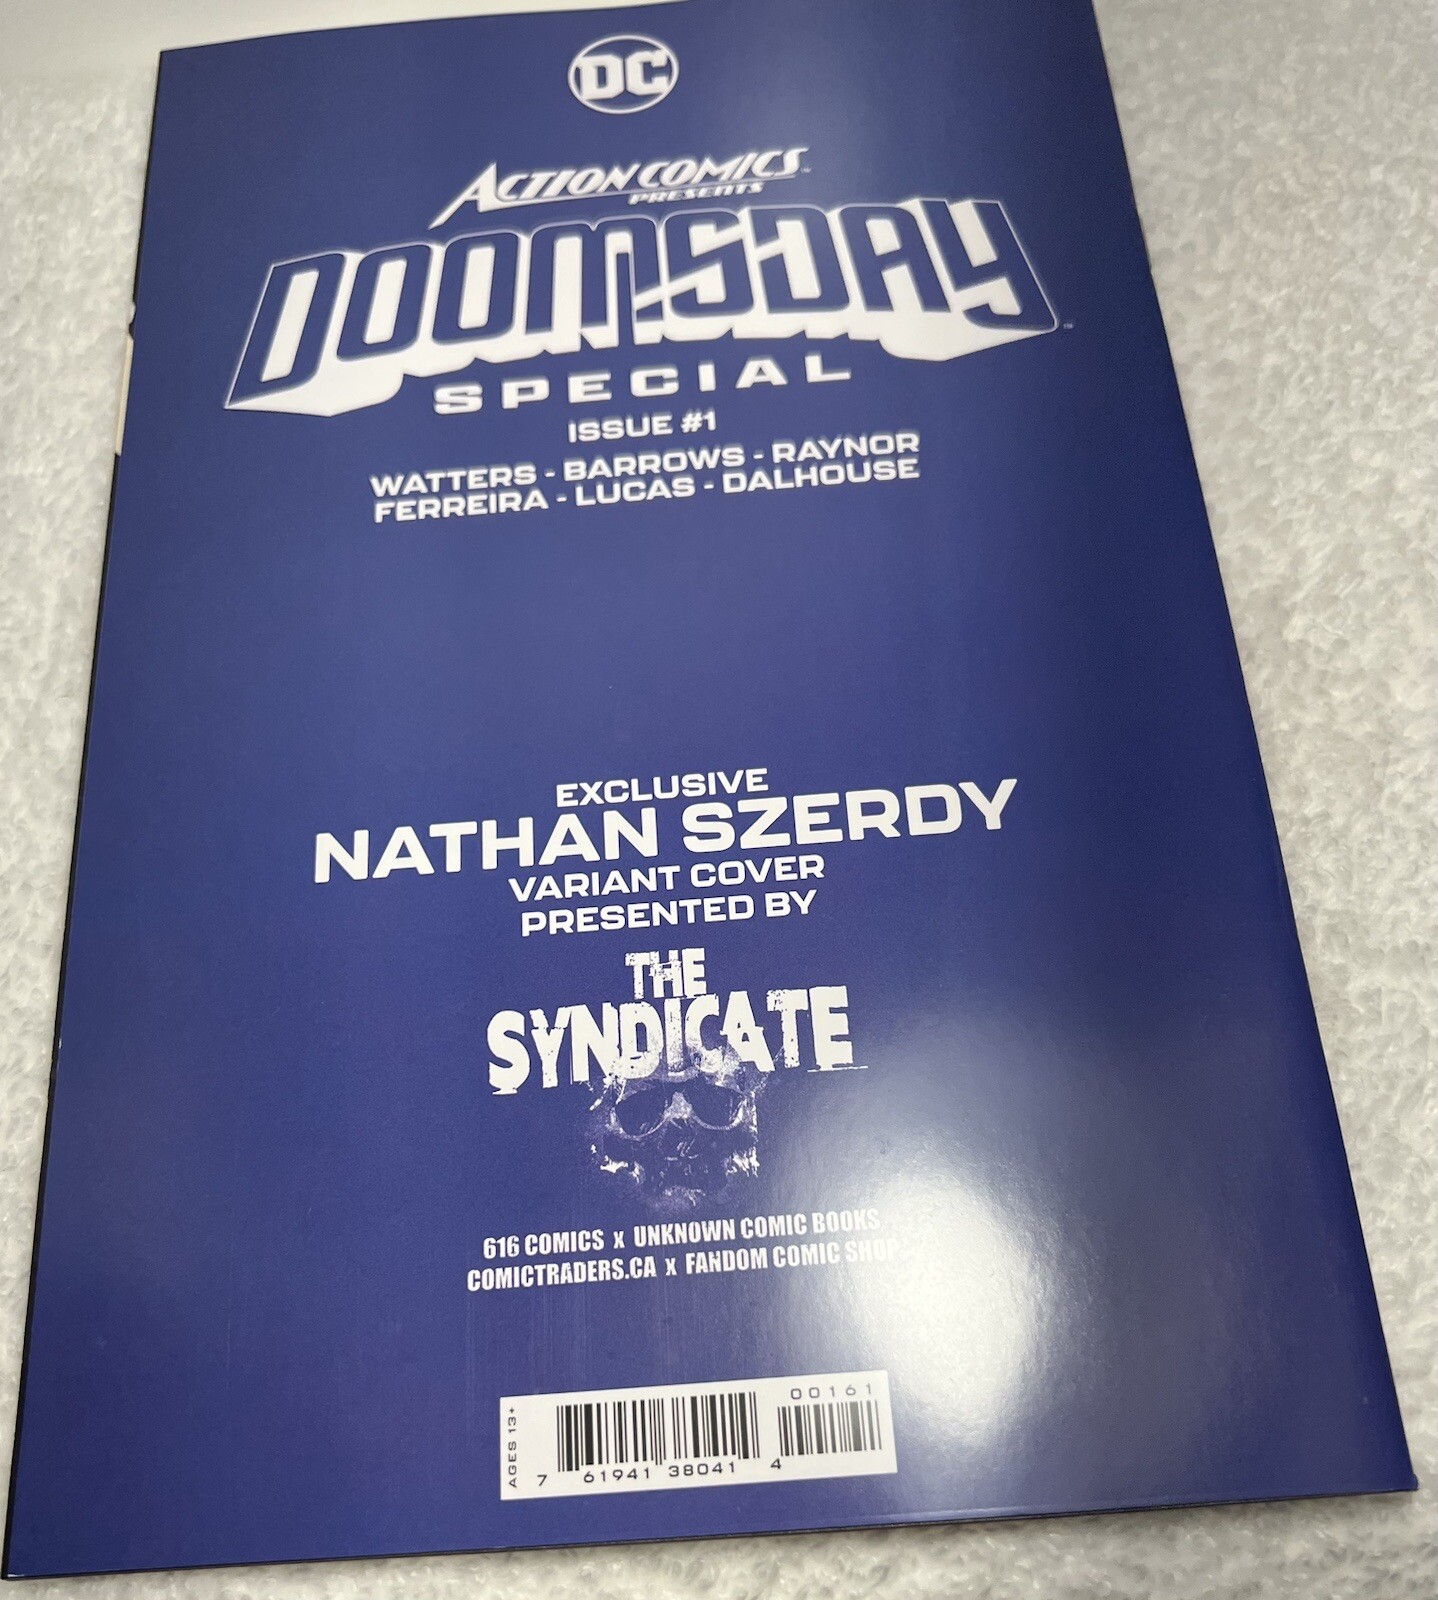 DC
ACTION COMICS™
PRESENTS
DOOMSDAY™
SPECIAL
ISSUE #1
WATTERS - BARROWS - RAYNOR
FERREIRA - LUCAS - DALHOUSE
EXCLUSIVE
NATHAN SZERDY
VARIANT COVER
PRESENTED BY
THE
SYNDICATE
616 COMICS x UNKNOWN COMIC BOOKS
COMICTRADERS.CA x FANDOM COMIC SHOP
AGES 13+
00161
7 61941 38041 4